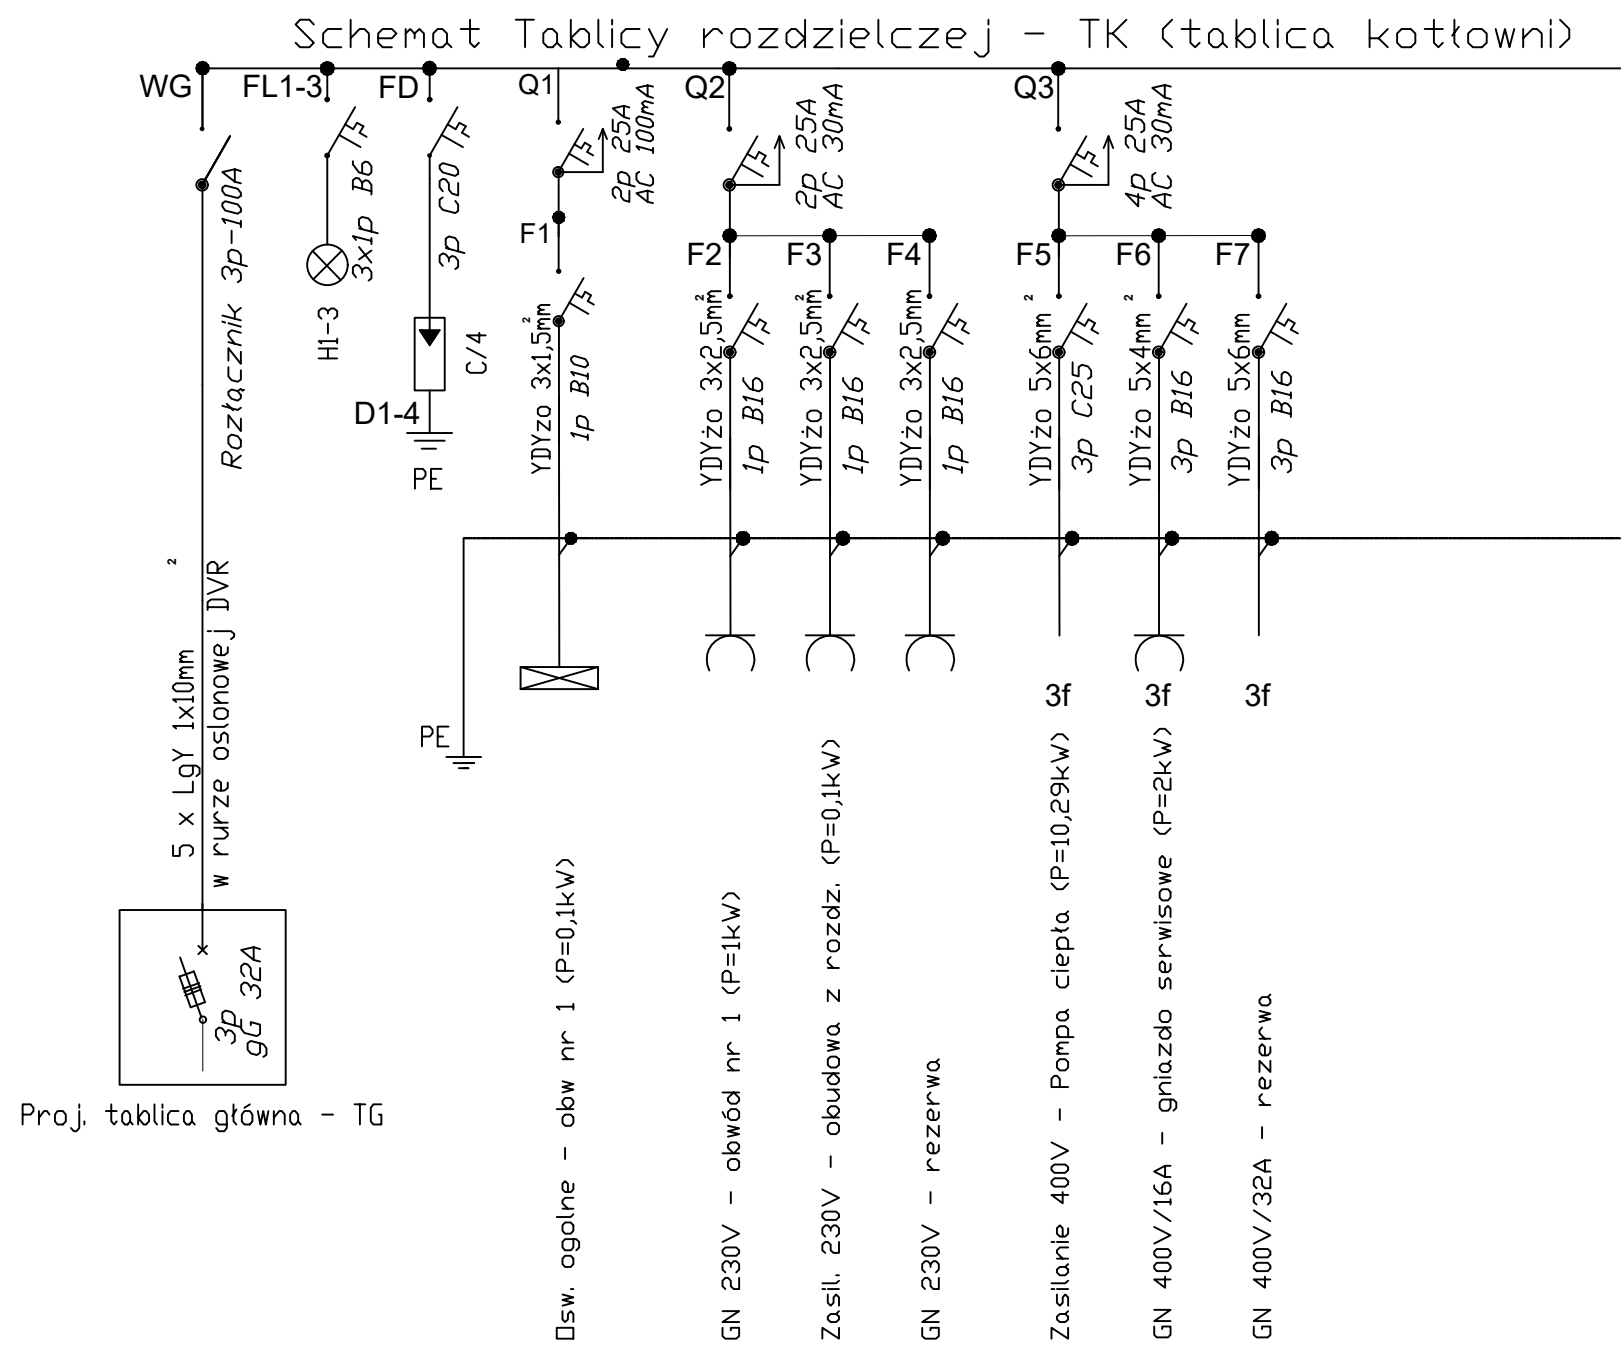 Schemat Tablicy rozdzielczej - TK (tablica kotłowni)
WG
FL1-3
FD
Q1
Q2
Q3
Rozłącznik 3p-100A
3x1p B6
3p C20
2p 25A
AC 100mA
2p 25A
AC 30mA
4p 25A
AC 30mA
F1
F2
F3
F4
F5
F6
F7
H1-3
C/4
D1-4
PE
YDYzo 3x1,5mm²
1p B10
YDYżo 3x2,5mm²
1p B16
YDYżo 3x2,5mm²
1p B16
YDYżo 3x2,5mm
1p B16
YDYżo 5x6mm²
3p C25
YDYżo 5x4mm²
3p B16
YDYżo 5x6mm
3p B16
5 x LgY 1x10mm²
w rurze oslonowej DVR
PE
3f
3f
3f
3p
gG 32A
Proj. tablica główna - TG
Osw. ogolne - obw nr 1 (P=0,1kW)
GN 230V - obwód nr 1 (P=1kW)
Zasil. 230V - obudowa z rozdz. (P=0,1kW)
GN 230V - rezerwa
Zasilanie 400V - Pompa ciepła (P=10,29kW)
GN 400V/16A - gniazdo serwisowe (P=2kW)
GN 400V/32A - rezerwa